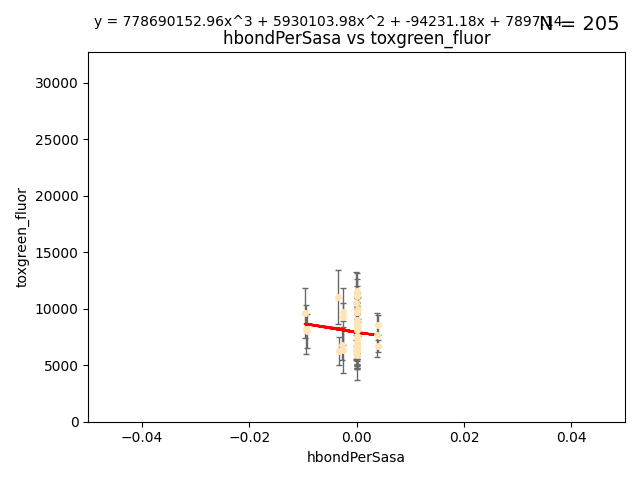 y = 778690152.96x^3 + 5930103.98x^2 + -94231.18x + 7897.14
N = 205
hbondPerSasa vs toxgreen_fluor
30000
25000
20000
15000
10000
5000
0
toxgreen_fluor
−0.04 −0.02 0.00 0.02 0.04
hbondPerSasa